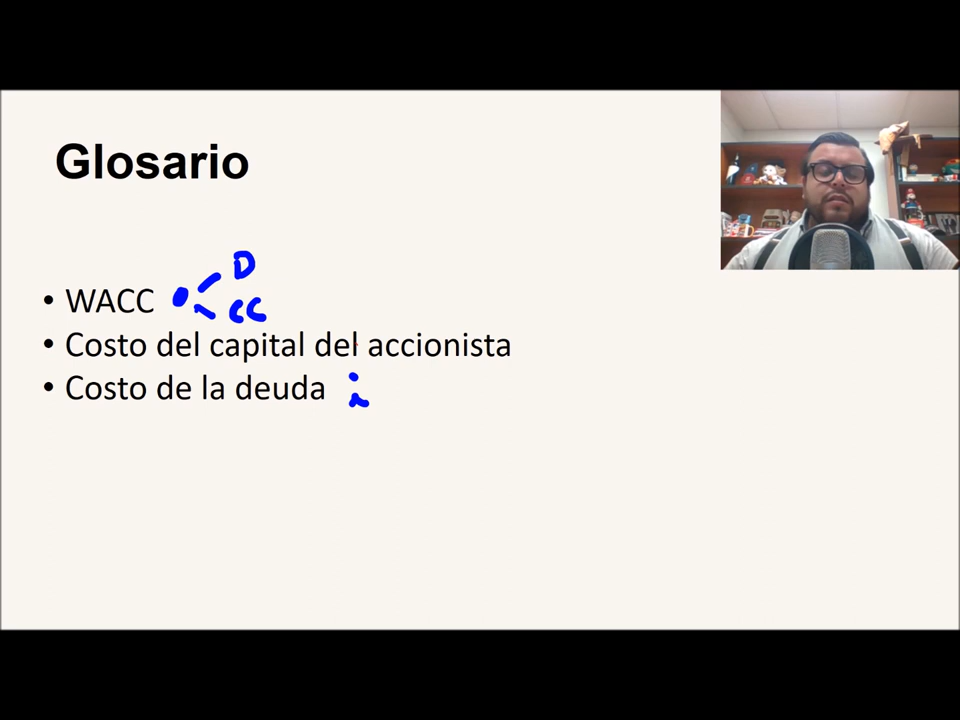 Glosario
D
• WACC CC
• Costo del capital del accionista
• Costo de la deuda i